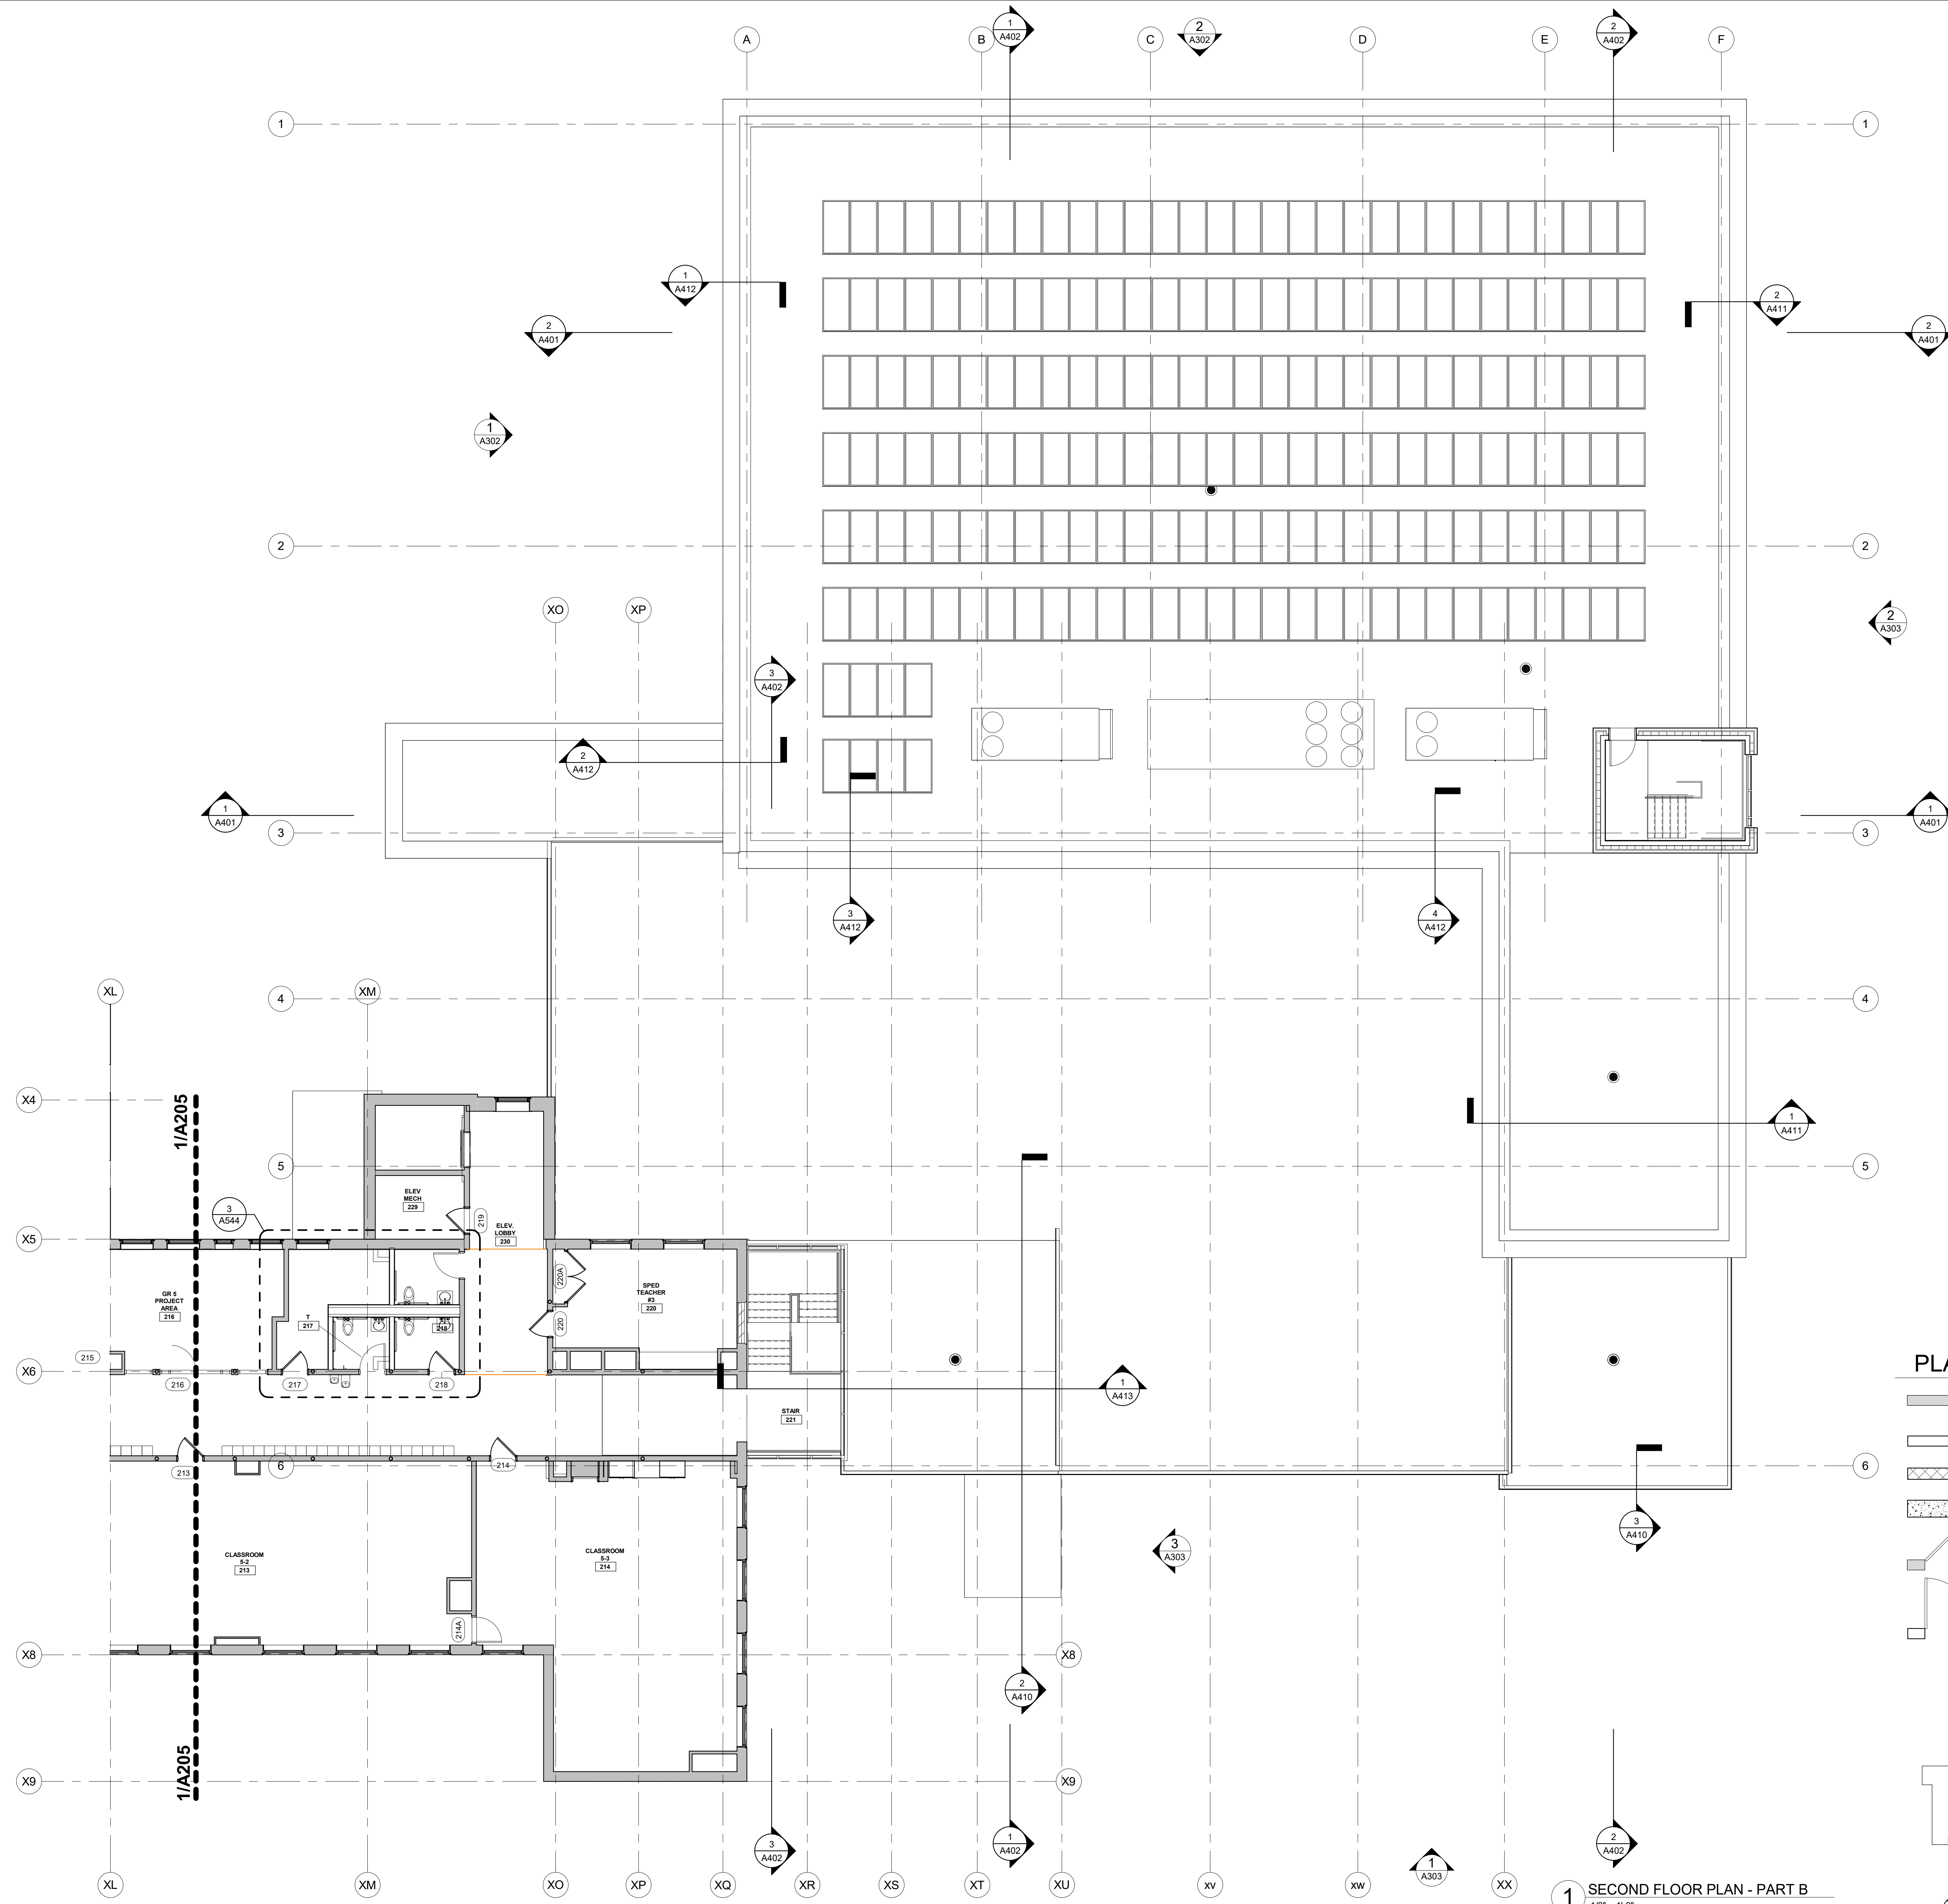 A
B
C
D
E
F
1
A402
2
A302
2
A402
1
1
1
A412
2
A411
2
A401
2
A401
1
A302
2
2
XO
XP
2
A303
3
A402
2
A412
1
A401
1
A401
3
3
3
A412
4
A412
XL
XM
4
4
X4
1/A205
1
A411
5
5
3
A544
ELEV
MECH
229
219
ELEV.
LOBBY
230
X5
220A
SPED
TEACHER
#3
220
GR 5
PROJECT
AREA
216
T
217
218
220
215
X6
216
217
218
1
A413
PLA
STAIR
221
213
6
214
6
3
A410
3
A303
CLASSROOM
5-2
213
CLASSROOM
5-3
214
214A
X8
X8
2
A410
1/A205
X9
X9
3
A402
1
A402
2
A402
1
A303
XL
XM
XO
XP
XQ
XR
XS
XT
XU
xv
xw
XX
1
SECOND FLOOR PLAN - PART B